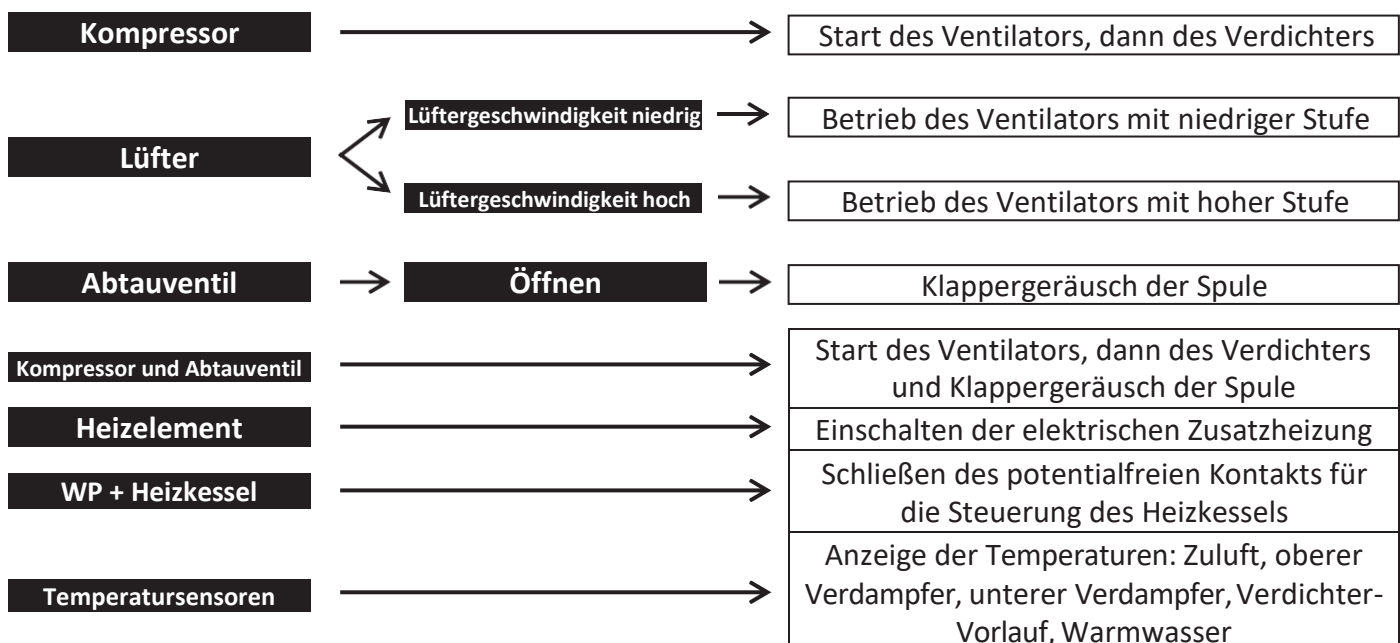 Kompressor
Start des Ventilators, dann des Verdichters
Lüfter
Lüftergeschwindigkeit niedrig
Betrieb des Ventilators mit niedriger Stufe
Lüftergeschwindigkeit hoch
Betrieb des Ventilators mit hoher Stufe
Abtauventil
Öffnen
Klappergeräusch der Spule
Kompressor und Abtauventil
Start des Ventilators, dann des Verdichters
und Klappergeräusch der Spule
Heizelement
Einschalten der elektrischen Zusatzheizung
WP + Heizkessel
Schließen des potentialfreien Kontakts für
die Steuerung des Heizkessels
Temperatursensoren
Anzeige der Temperaturen: Zuluft, oberer
Verdampfer, unterer Verdampfer, Verdichter-
Vorlauf, Warmwasser